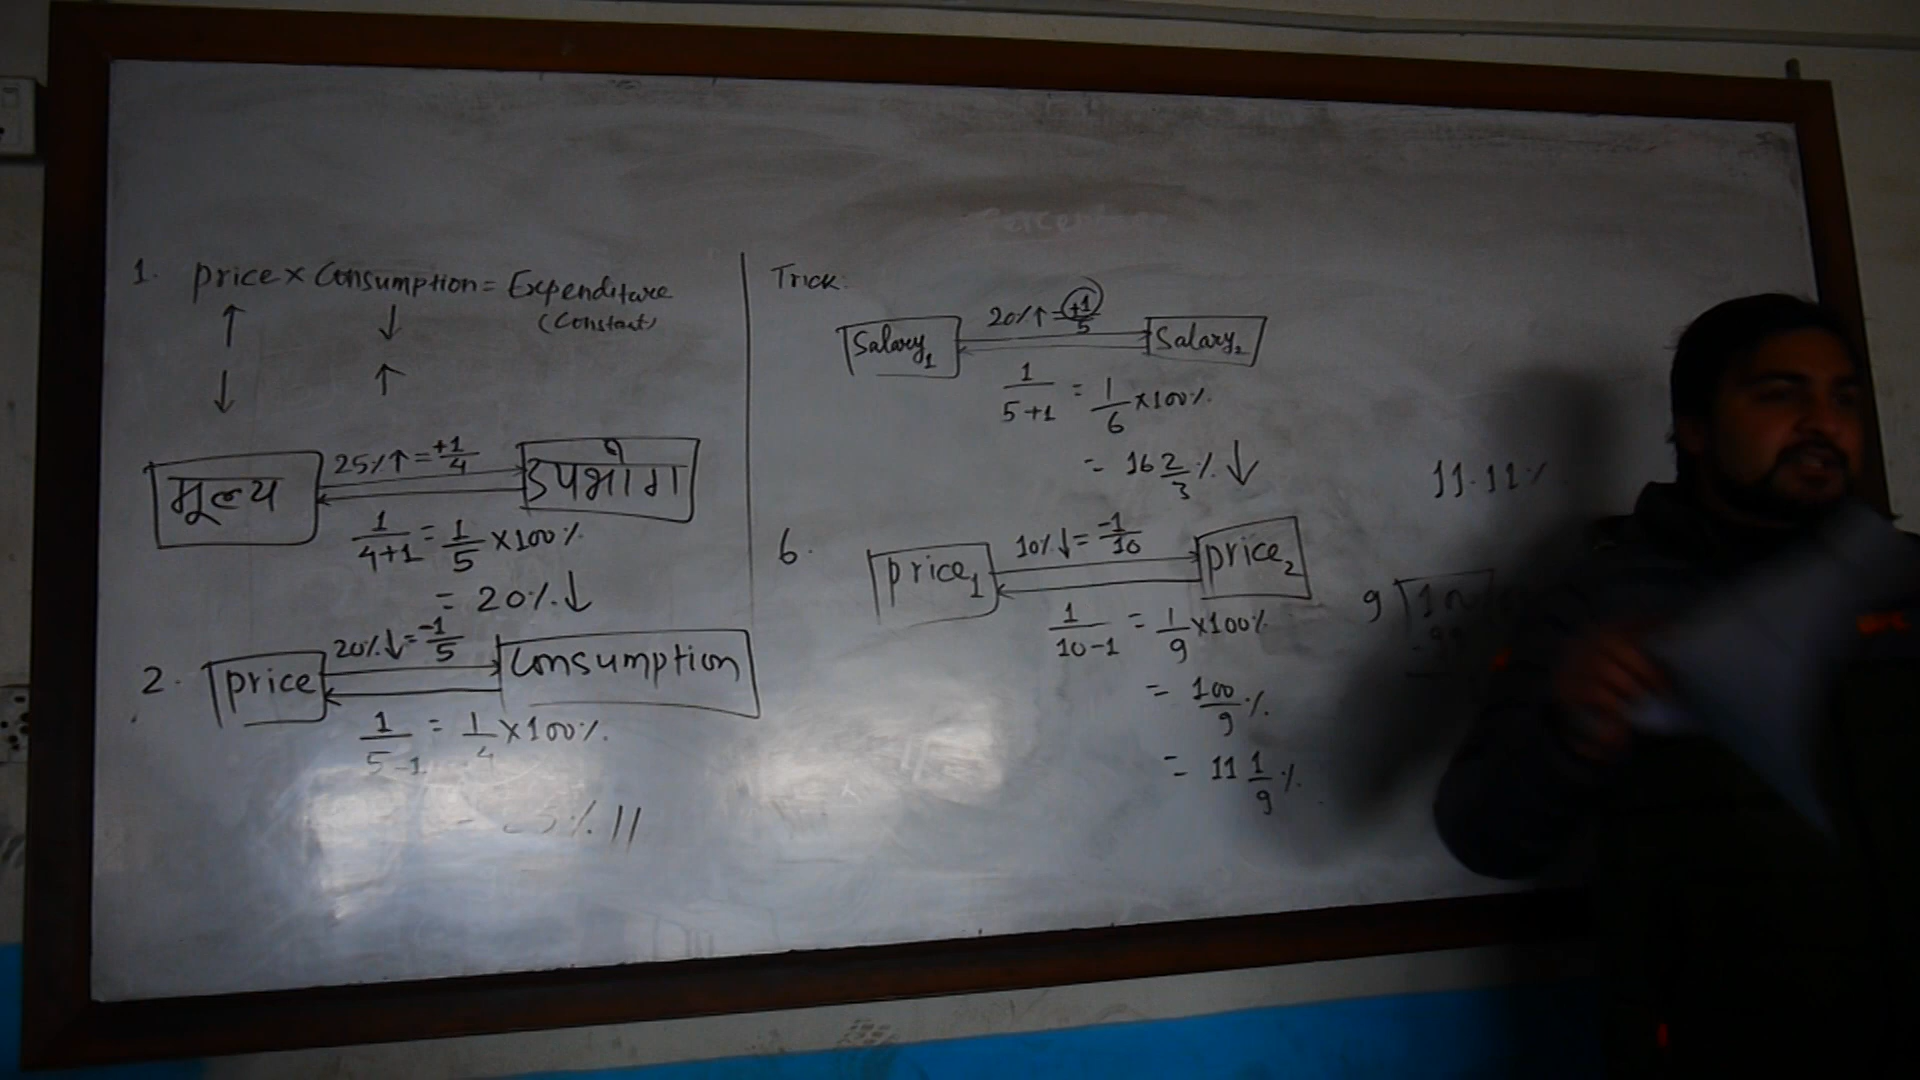 1. price × Consumption = Expenditure
(Constant)
↑ ↓
↓ ↑
मूल्य 25%↑ = +1/4 उपभोग
1/4+1 = 1/5 × 100%
= 20%↓
2. price 20%↓ = -1/5 Consumption
1/5-1 = 1/4 × 100%
%//
Trick:
Salary₁ 20%↑ = +1/5 Salary₂
1/5+1 = 1/6 × 100%
= 16 2/3 %↓
6. price₁ 10%↓ = -1/10 price₂
1/10-1 = 1/9 × 100%
= 100/9 %
= 11 1/9 %
11.11%
9